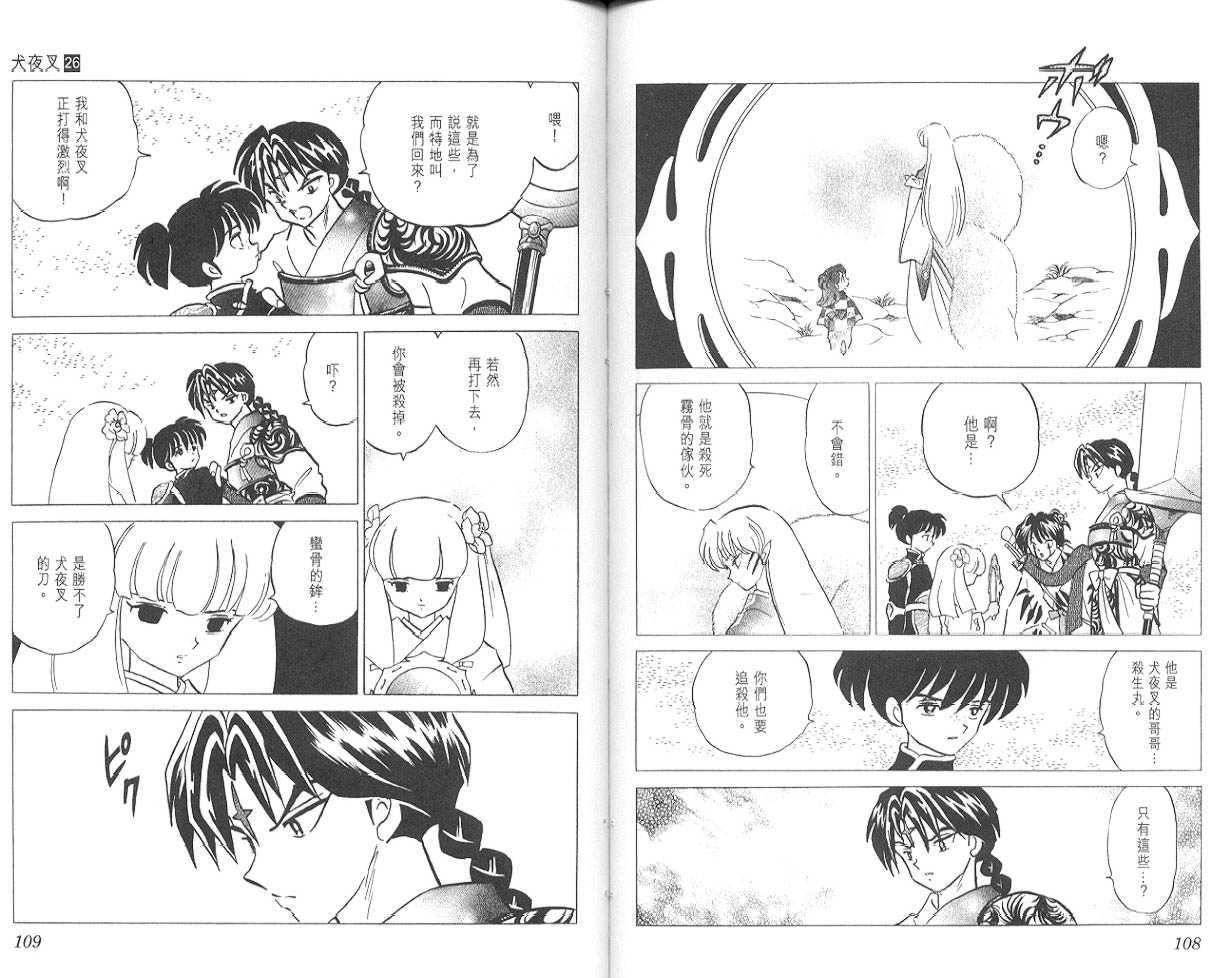 嗯？
啊？
他是…
不會錯。
他就是殺死
霧骨的傢伙。
他是
犬夜叉的哥哥…
殺生丸。
你們也要
追殺他。
只有這些…？
108
犬夜叉26
喂！
就是為了
說這些，
而特地叫
我們回來？
我和犬夜叉
正打得激烈啊！
若然
再打下去，
你會被殺掉。
吓？
蠻骨的鉾…
是勝不了
犬夜叉
的刀。
ピク
109